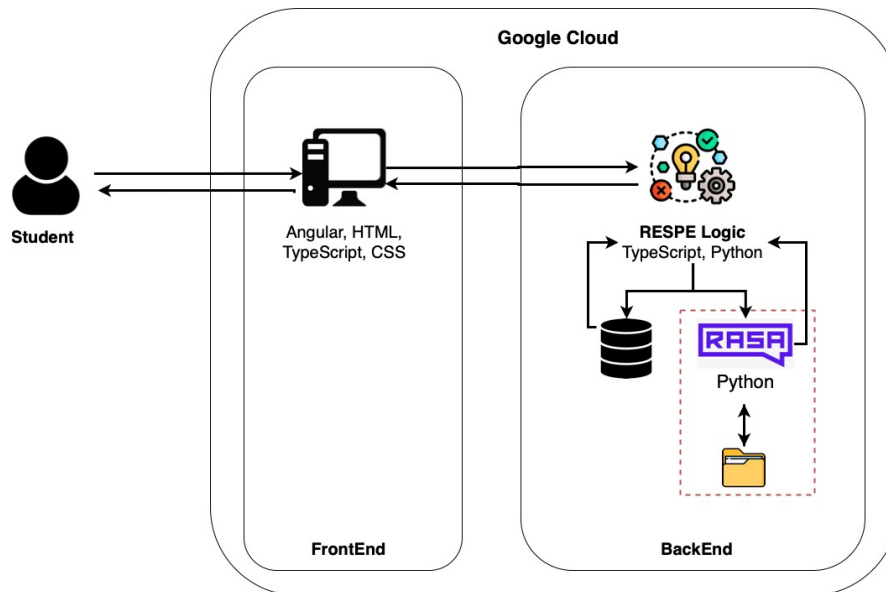 Google Cloud
Student
Angular, HTML,
TypeScript, CSS
RESPE Logic
TypeScript, Python
RASA
Python
FrontEnd
BackEnd